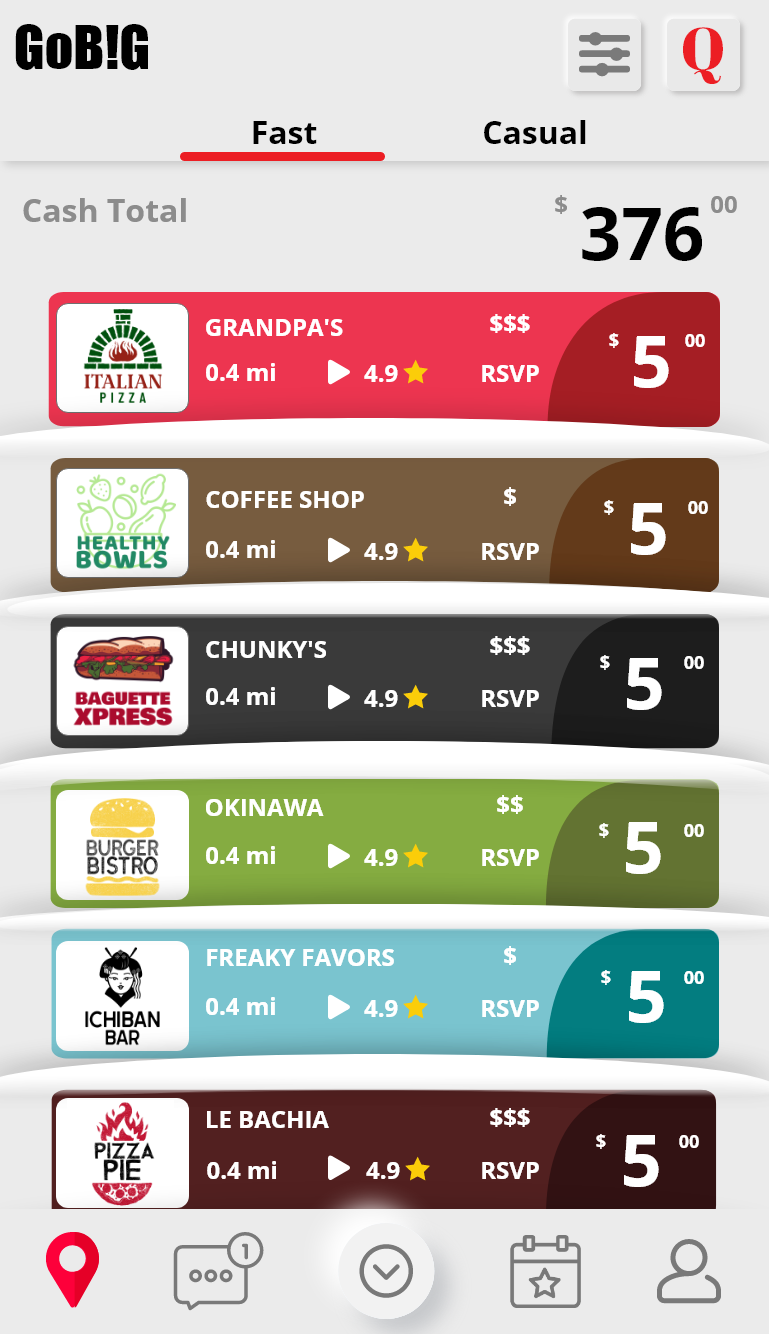 GoB!G
Q
Fast Casual
Cash Total $ 376 00
ITALIAN
PIZZA
GRANDPA'S $$$
0.4 mi 4.9 RSVP
$ 5 00
HEALTHY
BOWLS
COFFEE SHOP $
0.4 mi 4.9 RSVP
$ 5 00
BAGUETTE
XPRESS
CHUNKY'S $$$
0.4 mi 4.9 RSVP
$ 5 00
BURGER
BISTRO
OKINAWA $$
0.4 mi 4.9 RSVP
$ 5 00
ICHIBAN
BAR
FREAKY FAVORS $
0.4 mi 4.9 RSVP
$ 5 00
PIZZA
PIE
LE BACHIA $$$
0.4 mi 4.9 RSVP
$ 5 00
1